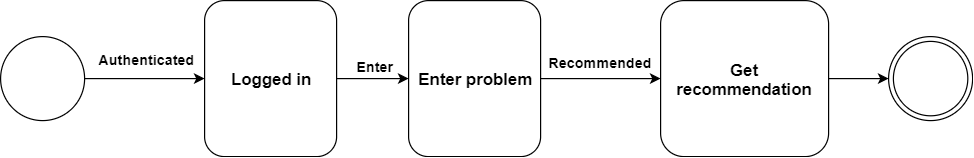 Authenticated
Logged in
Enter
Enter problem
Recommended
Get
recommendation